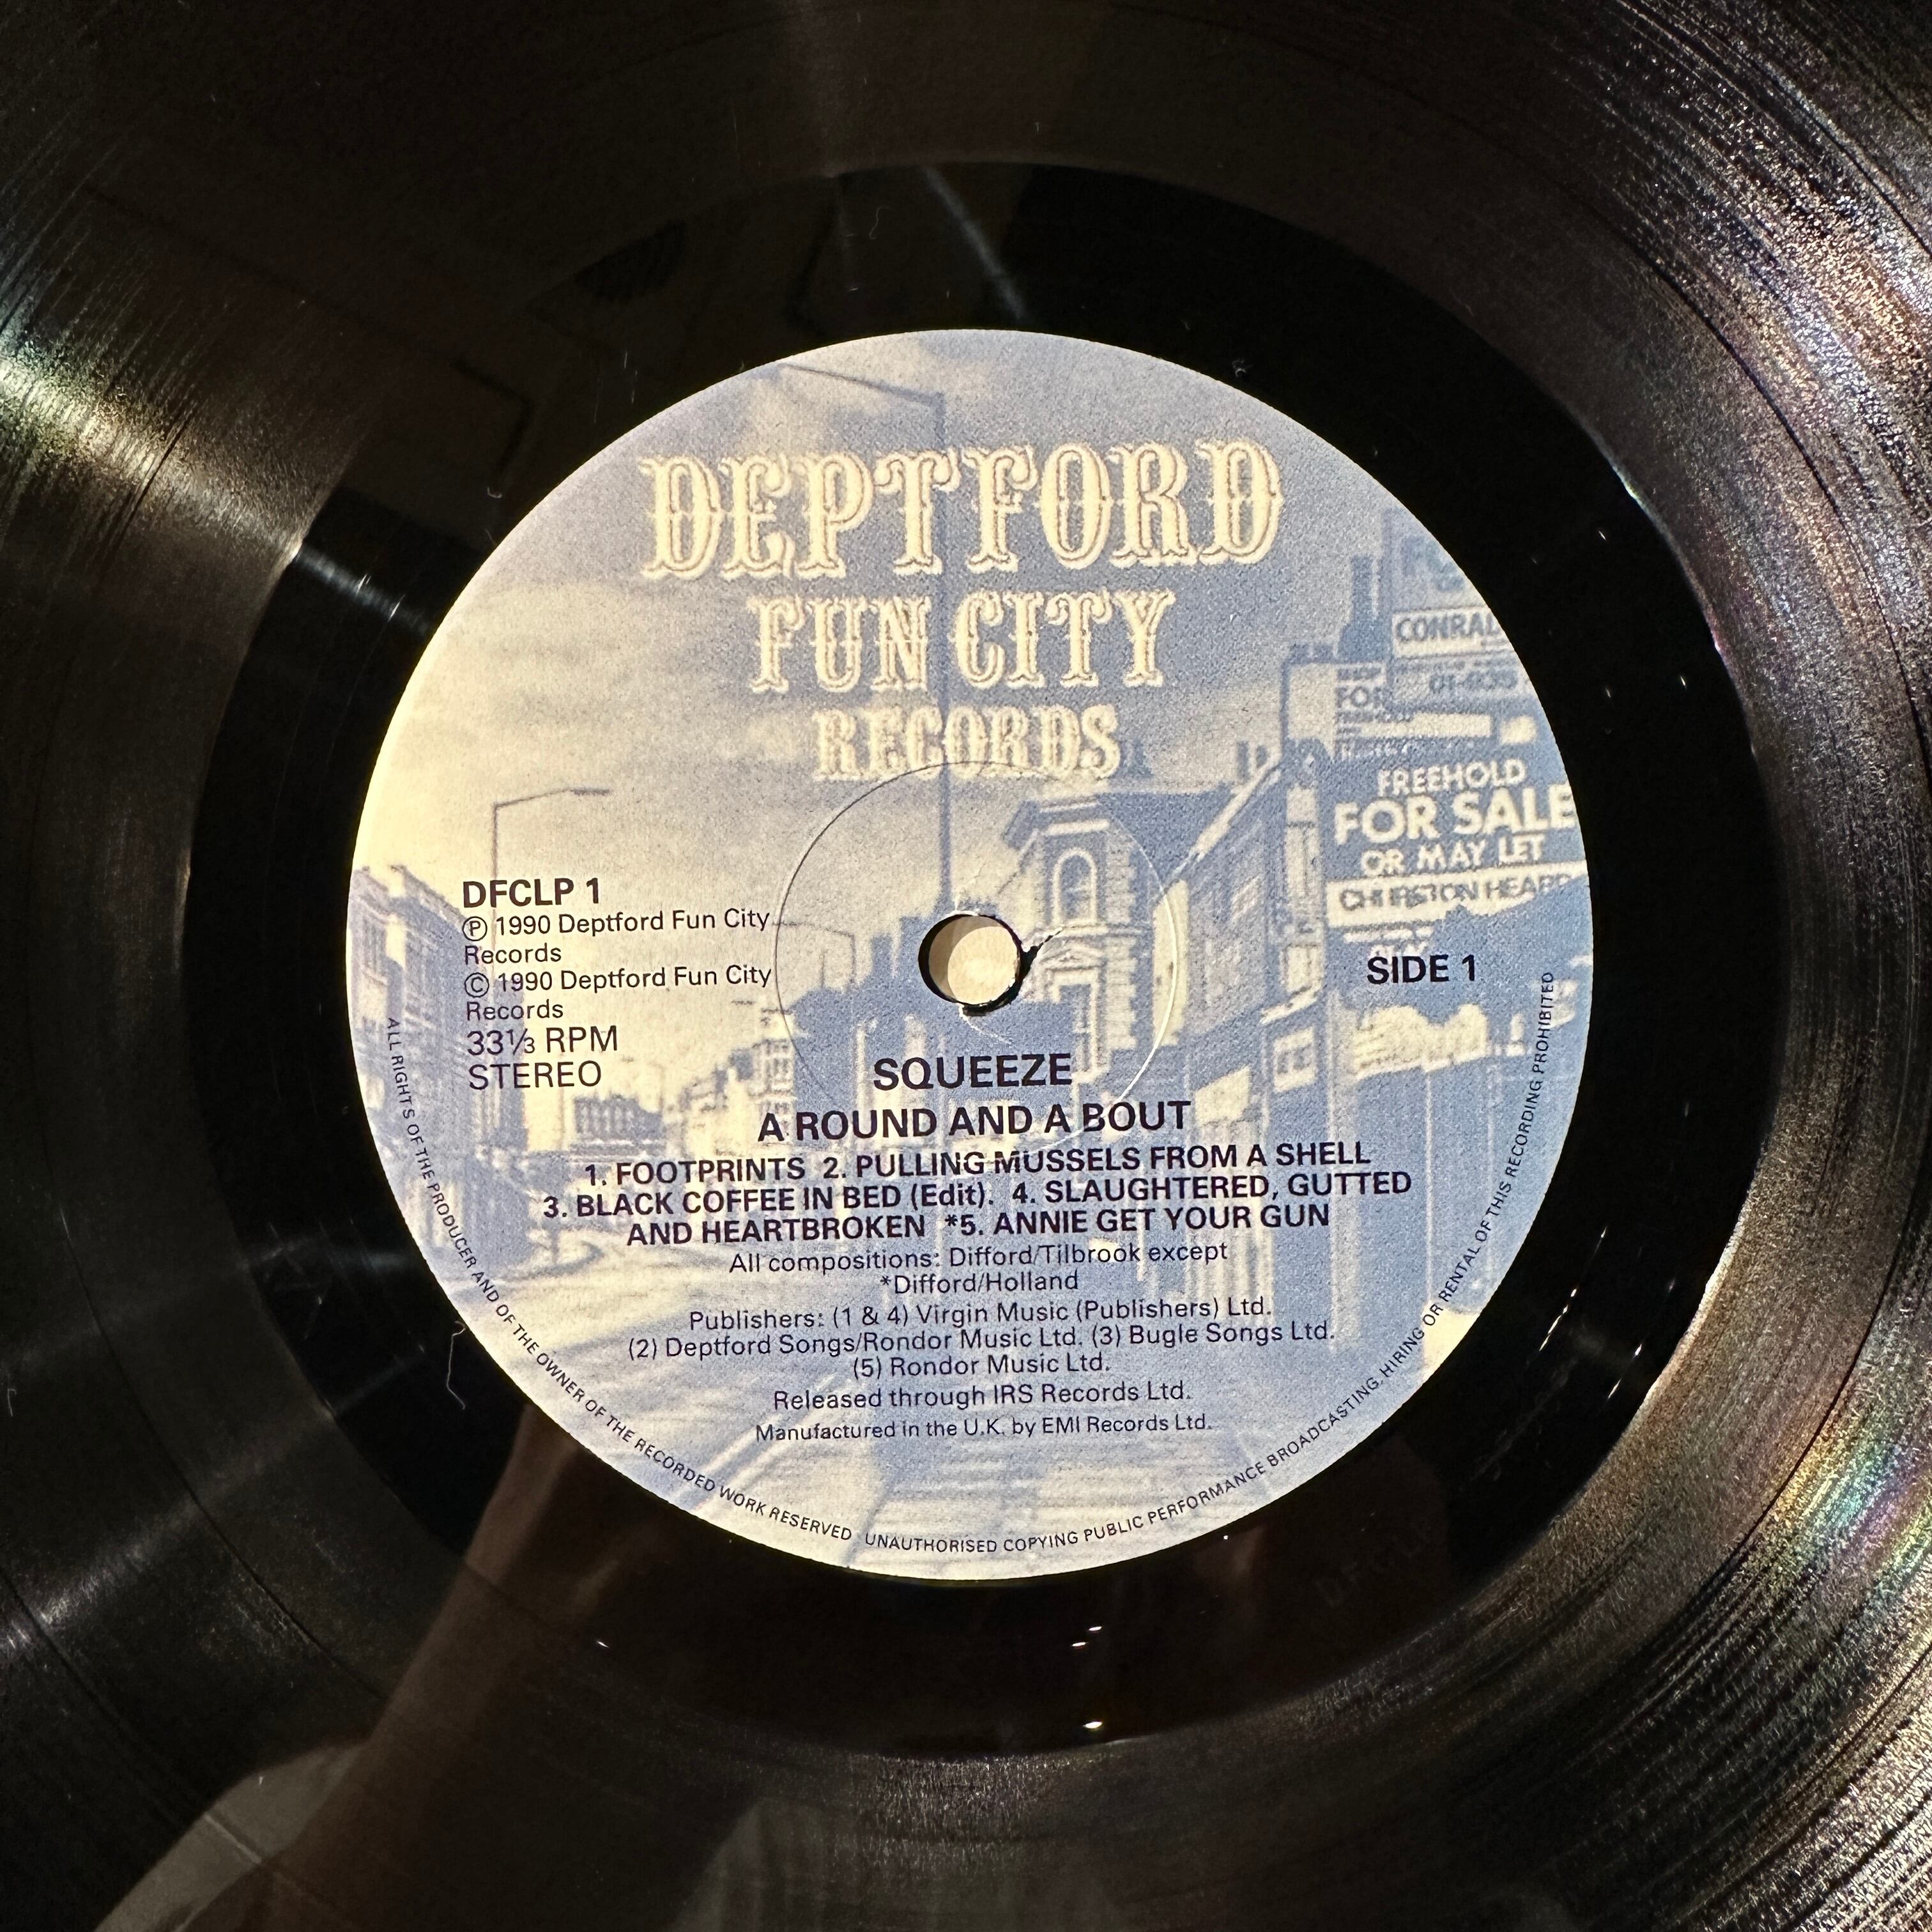 DEPTFORD
FUN CITY
RECORDS
CONRAD
01-935
FOR
FREEHOLD
FOR SALE
OR MAY LET
CHURSTON HEARD
DFCLP 1
Ⓟ 1990 Deptford Fun City
Records
© 1990 Deptford Fun City
Records
33⅓ RPM
STEREO
SIDE 1
SQUEEZE
A ROUND AND A BOUT
1. FOOTPRINTS 2. PULLING MUSSELS FROM A SHELL
3. BLACK COFFEE IN BED (Edit). 4. SLAUGHTERED, GUTTED
AND HEARTBROKEN *5. ANNIE GET YOUR GUN
All compositions: Difford/Tilbrook except
*Difford/Holland
Publishers: (1 & 4) Virgin Music (Publishers) Ltd.
(2) Deptford Songs/Rondor Music Ltd. (3) Bugle Songs Ltd.
(5) Rondor Music Ltd.
Released through IRS Records Ltd.
Manufactured in the U.K. by EMI Records Ltd.
ALL RIGHTS OF THE PRODUCER AND OF THE OWNER OF THE RECORDED WORK RESERVED UNAUTHORISED COPYING PUBLIC PERFORMANCE BROADCASTING, HIRING OR RENTAL OF THIS RECORDING PROHIBITED